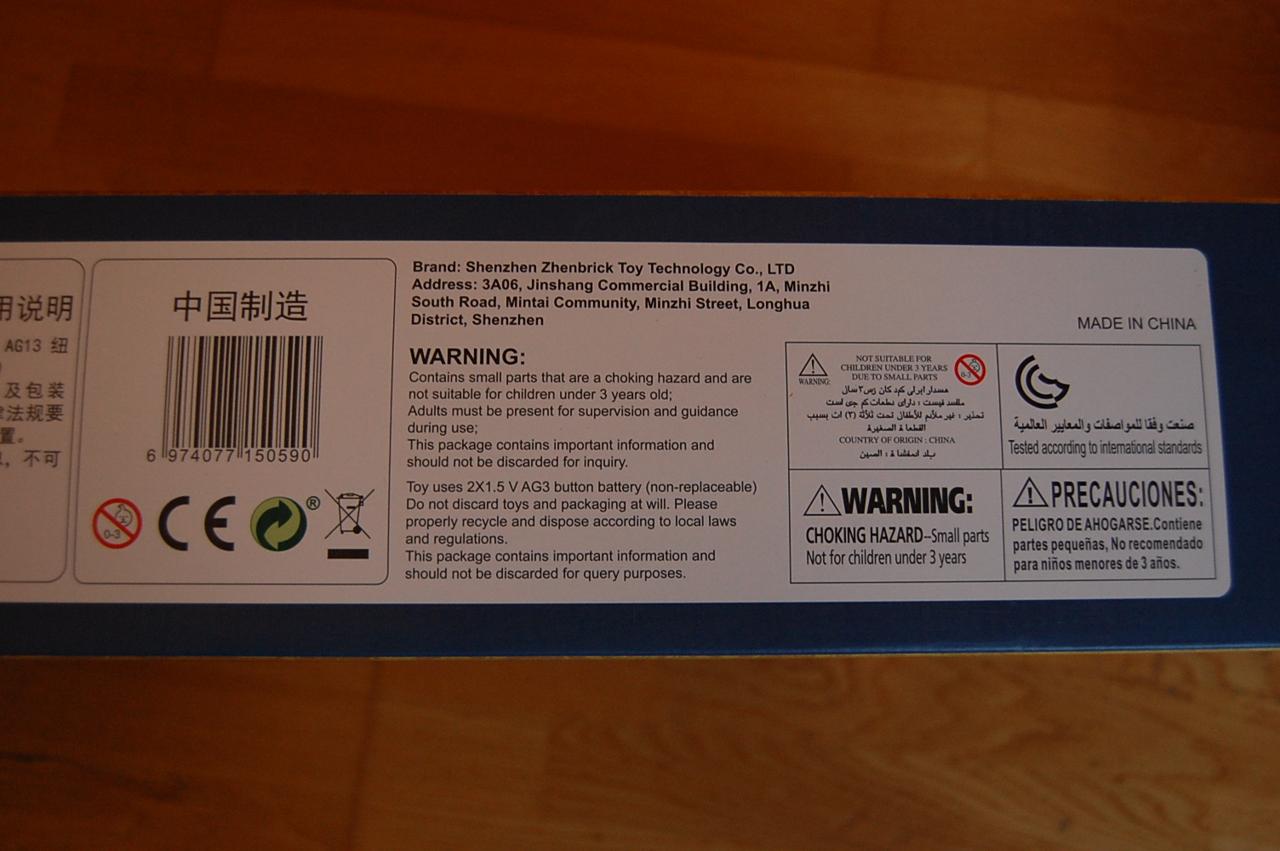 用说明
AG13 纽
及包装
法规要
置。
，不可
中国制造
6 974077 150590
0-3
CE
®
Brand: Shenzhen Zhenbrick Toy Technology Co., LTD
Address: 3A06, Jinshang Commercial Building, 1A, Minzhi
South Road, Mintai Community, Minzhi Street, Longhua
District, Shenzhen
WARNING:
Contains small parts that are a choking hazard and are
not suitable for children under 3 years old;
Adults must be present for supervision and guidance
during use;
This package contains important information and
should not be discarded for inquiry.
Toy uses 2X1.5 V AG3 button battery (non-replaceable)
Do not discard toys and packaging at will. Please
properly recycle and dispose according to local laws
and regulations.
This package contains important information and
should not be discarded for query purposes.
MADE IN CHINA
WARNING:
NOT SUITABLE FOR
CHILDREN UNDER 3 YEARS
DUE TO SMALL PARTS
0-3
COUNTRY OF ORIGIN : CHINA
صنعت وفقا للمواصفات والمعايير العالمية
Tested according to international standards
WARNING:
CHOKING HAZARD--Small parts
Not for children under 3 years
PRECAUCIONES:
PELIGRO DE AHOGARSE.Contiene
partes pequeñas, No recomendado
para niños menores de 3 años.